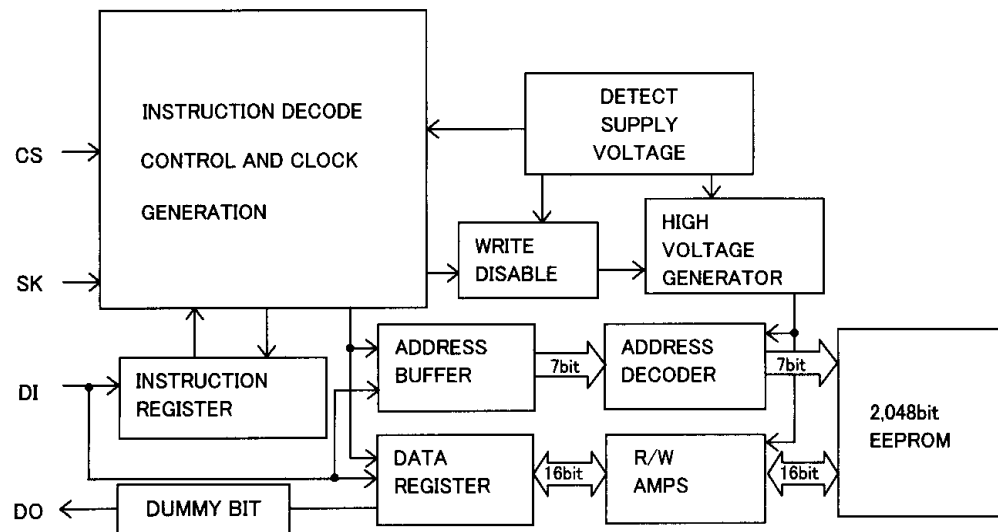 INSTRUCTION DECODE
CONTROL AND CLOCK
GENERATION
DETECT
SUPPLY
VOLTAGE
CS
SK
WRITE
DISABLE
HIGH
VOLTAGE
GENERATOR
DI
INSTRUCTION
REGISTER
ADDRESS
BUFFER
7bit
ADDRESS
DECODER
7bit
2,048bit
EEPROM
DATA
REGISTER
16bit
R/W
AMPS
16bit
DO
DUMMY BIT